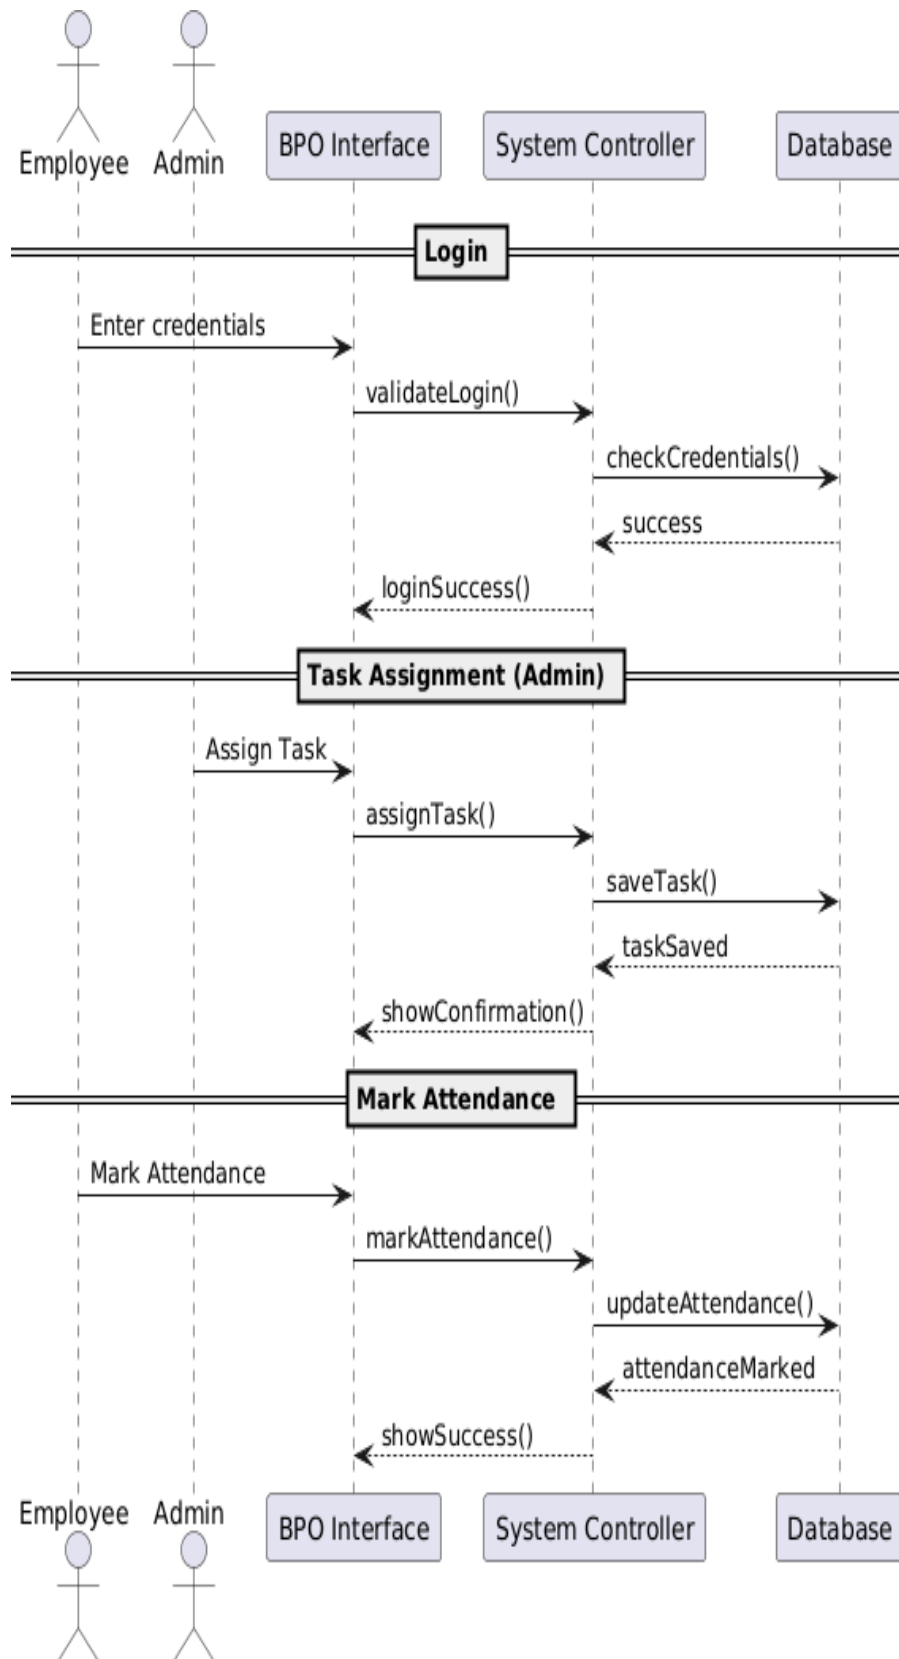 Employee
Admin
BPO Interface
System Controller
Database
Login
Enter credentials
validateLogin()
checkCredentials()
success
loginSuccess()
Task Assignment (Admin)
Assign Task
assignTask()
saveTask()
taskSaved
showConfirmation()
Mark Attendance
Mark Attendance
markAttendance()
updateAttendance()
attendanceMarked
showSuccess()
Employee
Admin
BPO Interface
System Controller
Database